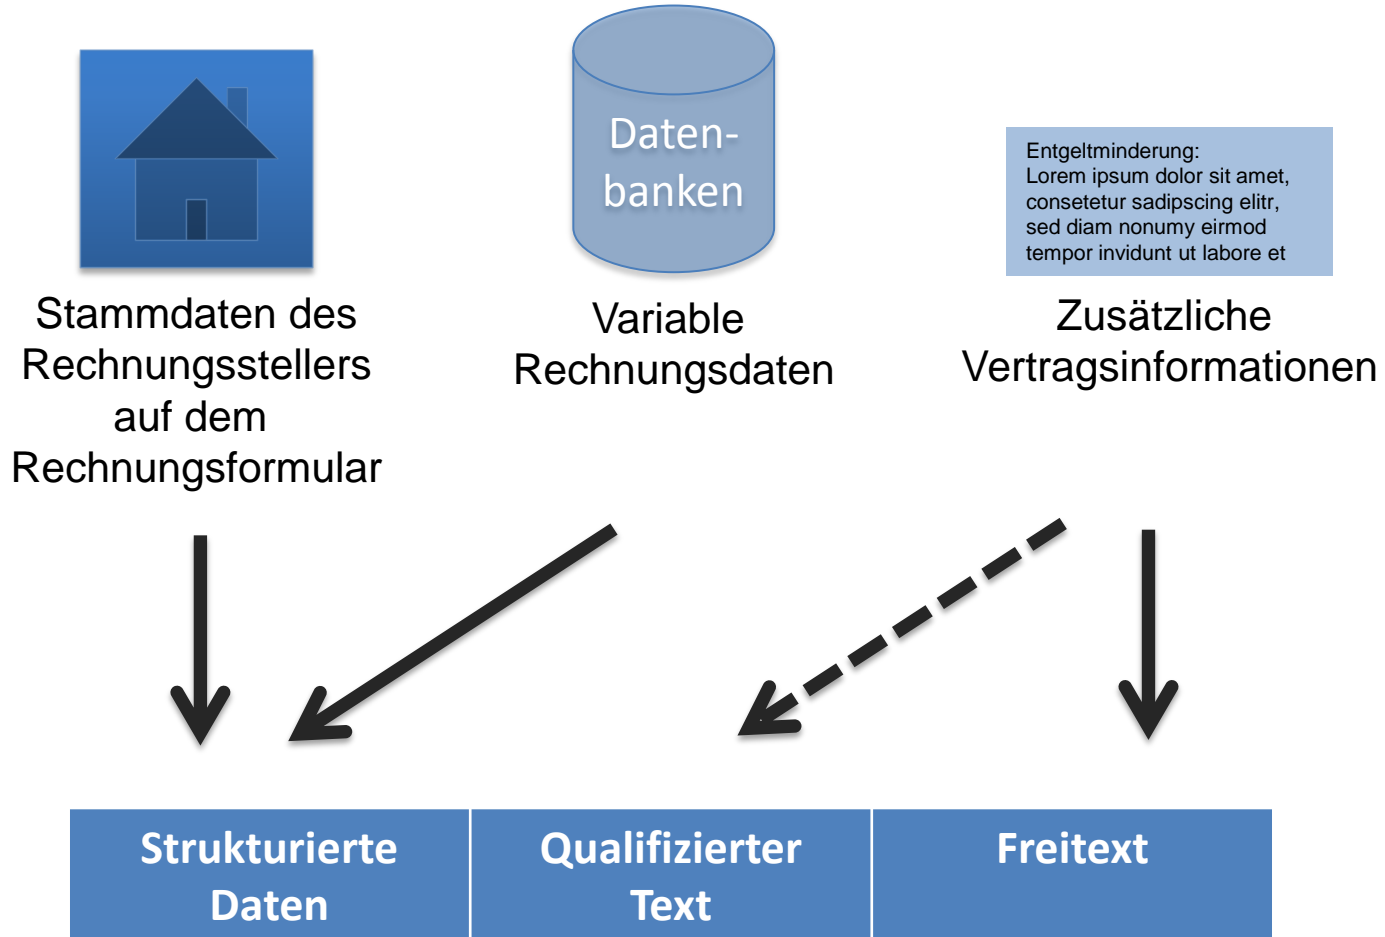 Daten-
banken
Entgeltminderung:
Lorem ipsum dolor sit amet,
consetetur sadipscing elitr,
sed diam nonumy eirmod
tempor invidunt ut labore et
Stammdaten des
Rechnungsstellers
auf dem
Rechnungsformular
Variable
Rechnungsdaten
Zusätzliche
Vertragsinformationen
Strukturierte
Daten
Qualifizierter
Text
Freitext